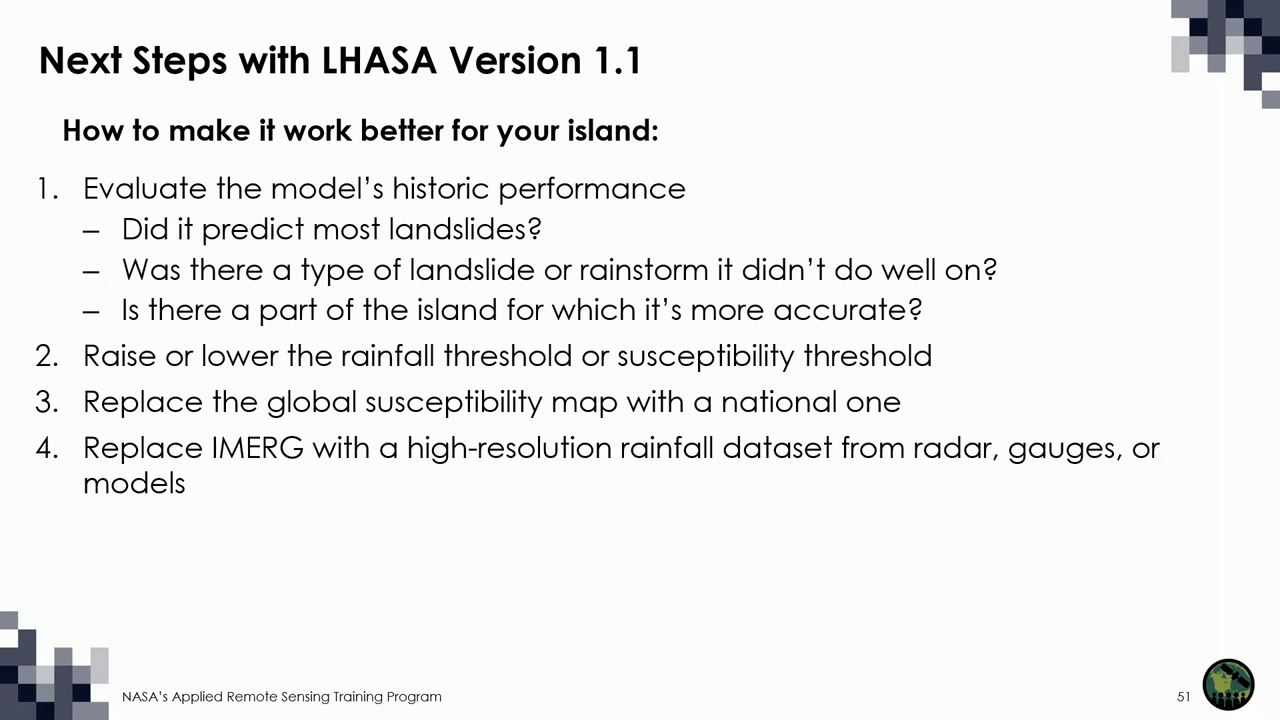 Next Steps with LHASA Version 1.1
How to make it work better for your island:
1. Evaluate the model's historic performance
– Did it predict most landslides?
– Was there a type of landslide or rainstorm it didn't do well on?
– Is there a part of the island for which it's more accurate?
2. Raise or lower the rainfall threshold or susceptibility threshold
3. Replace the global susceptibility map with a national one
4. Replace IMERG with a high-resolution rainfall dataset from radar, gauges, or
models
NASA's Applied Remote Sensing Training Program
51